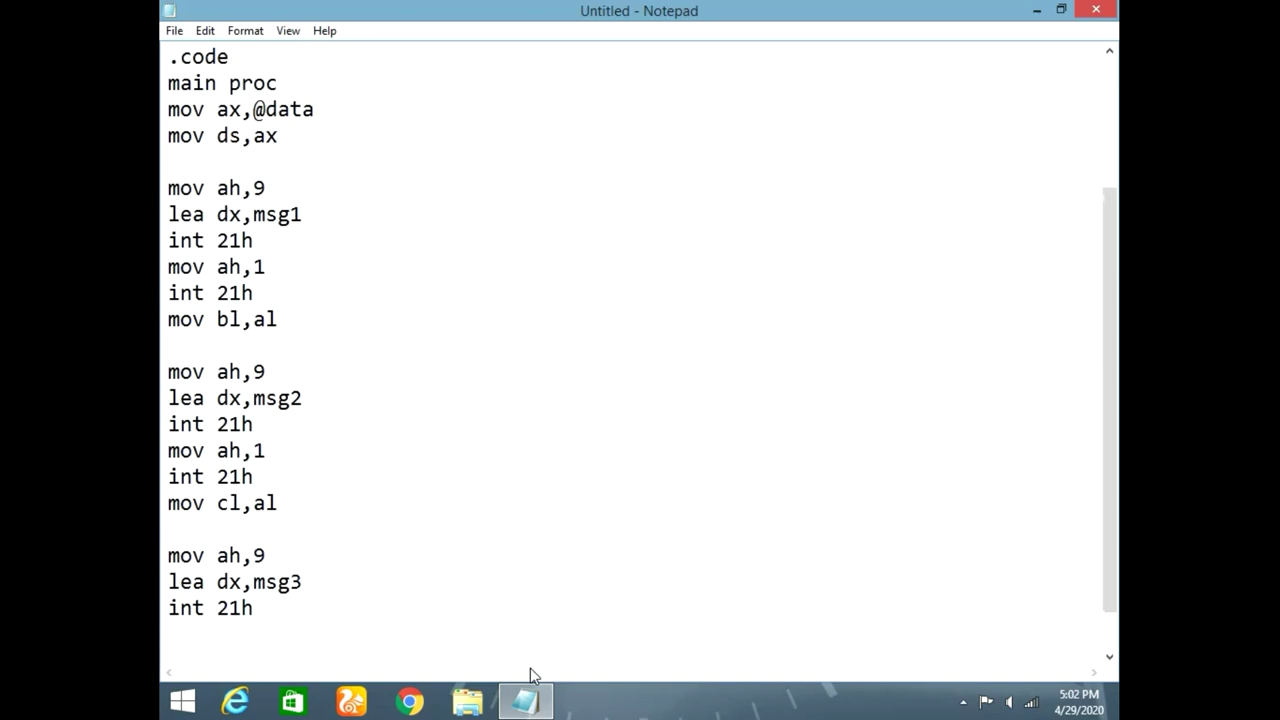 Untitled - Notepad
File Edit Format View Help
.code
main proc
mov ax,@data
mov ds,ax
mov ah,9
lea dx,msg1
int 21h
mov ah,1
int 21h
mov bl,al
mov ah,9
lea dx,msg2
int 21h
mov ah,1
int 21h
mov cl,al
mov ah,9
lea dx,msg3
int 21h
5:02 PM
4/29/2020